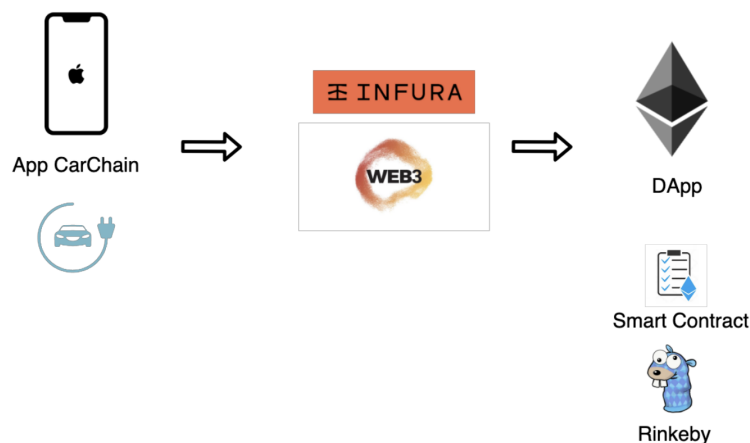 INFURA
WEB3
App CarChain
DApp
Smart Contract
Rinkeby